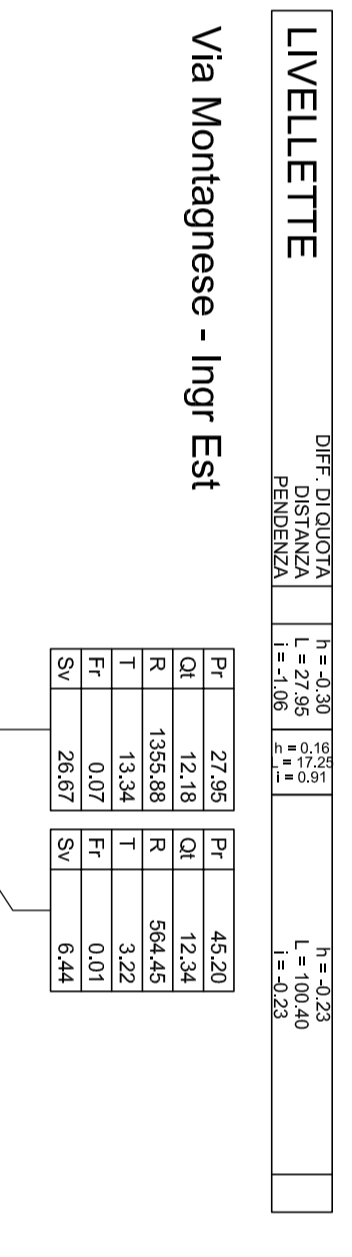 LIVELLETTE
DIFF. DI QUOTA
DISTANZA
PENDENZA
h = -0.30
L = 27.95
i = -1.06
h = 0.16
L = 17.25
i = 0.91
h = -0.23
L = 100.40
i = -0.23
Via Montagnese - Ingr Est
Pr 27.95
Qt 12.18
R 1355.88
T 13.34
Fr 0.07
Sv 26.67
Pr 45.20
Qt 12.34
R 564.45
T 3.22
Fr 0.01
Sv 6.44